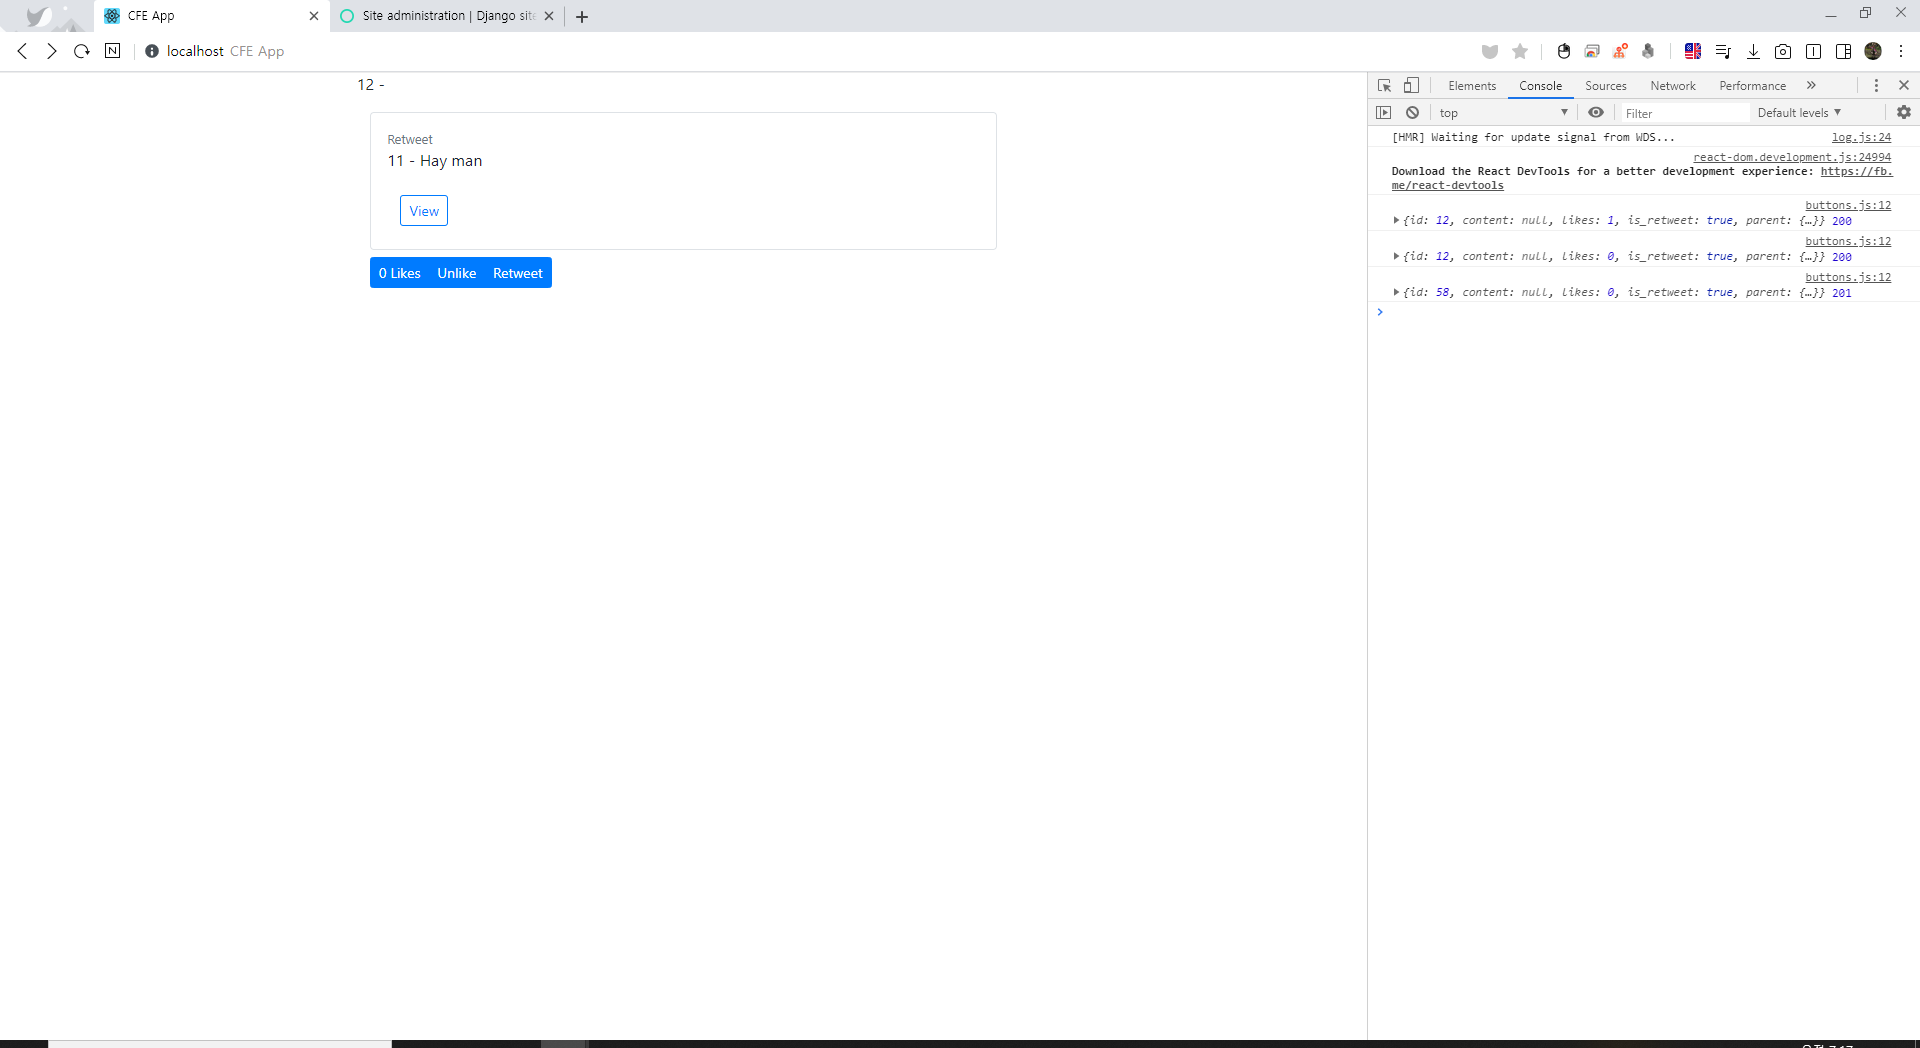 CFE App
Site administration | Django site
localhost CFE App
12 -
Retweet
11 - Hay man
View
0 Likes Unlike Retweet
Elements Console Sources Network Performance »
top Filter Default levels ▼
[HMR] Waiting for update signal from WDS... log.js:24
react-dom.development.js:24994
Download the React DevTools for a better development experience: https://fb.
me/react-devtools
buttons.js:12
{id: 12, content: null, likes: 1, is_retweet: true, parent: {…}} 200
buttons.js:12
{id: 12, content: null, likes: 0, is_retweet: true, parent: {…}} 200
buttons.js:12
{id: 58, content: null, likes: 0, is_retweet: true, parent: {…}} 201